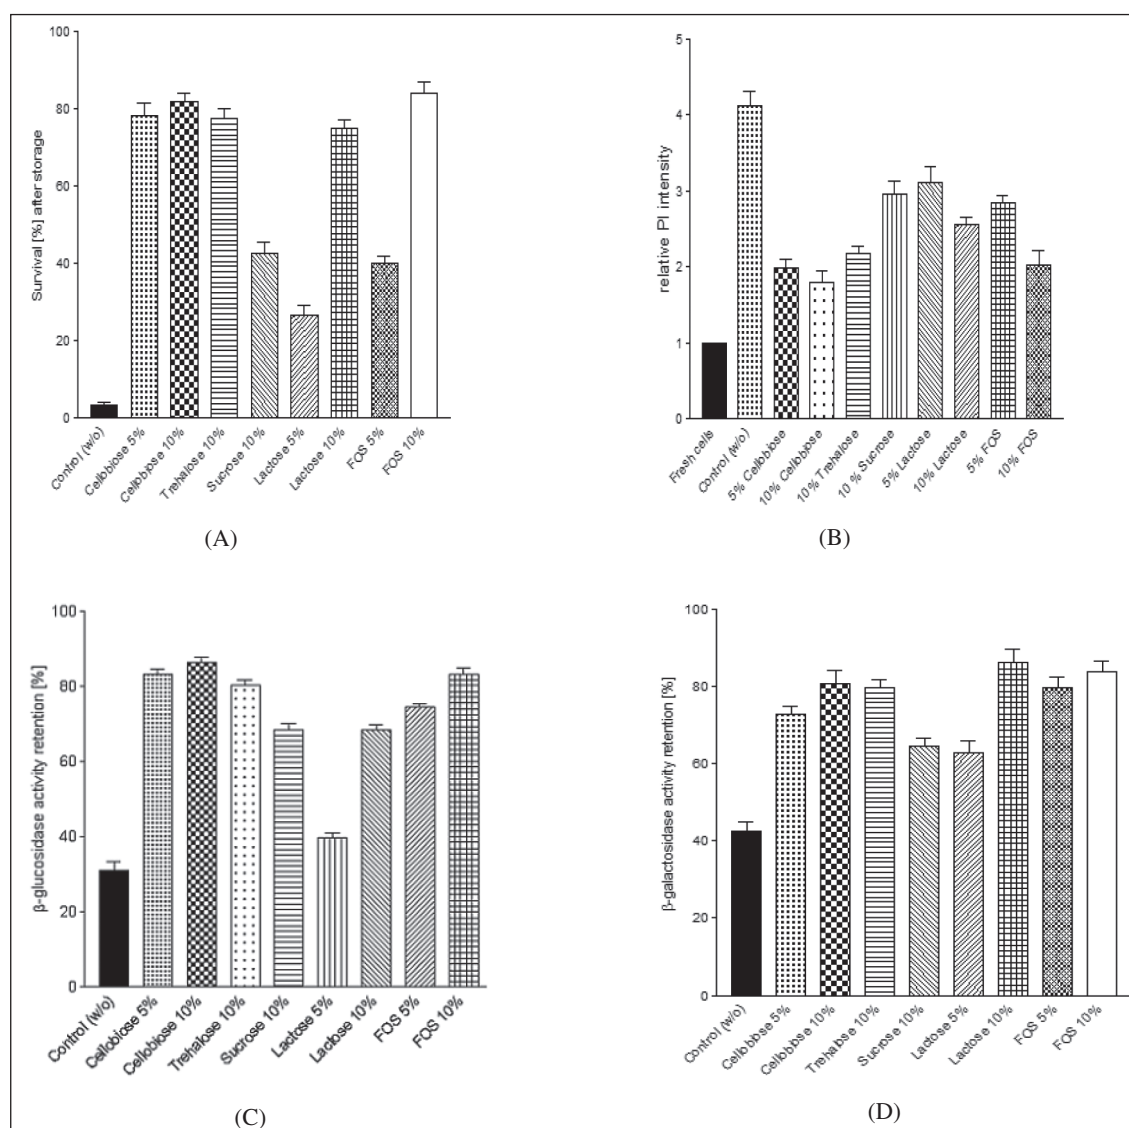 100
80
60
40
20
0
Survival [%] after storage
Control (w/o)
Cellobiose 5%
Cellobiose 10%
Trehalose 10%
Sucrose 10%
Lactose 5%
Lactose 10%
FOS 5%
FOS 10%
(A)
5
4
3
2
1
0
relative PI intensity
Fresh cells
Control (w/o)
5% Cellobiose
10% Cellobiose
10% Trehalose
10 % Sucrose
5% Lactose
10% Lactose
5% FOS
10% FOS
(B)
100
80
60
40
20
0
β-glucosidase activity retention [%]
Control (w/o)
Cellobiose 5%
Cellobiose 10%
Trehalose 10%
Sucrose 10%
Lactose 5%
Lactose 10%
FOS 5%
FOS 10%
(C)
100
80
60
40
20
0
β-galactosidase activity retention [%]
Control (w/o)
Cellobiose 5%
Cellobiose 10%
Trehalose 10%
Sucrose 10%
Lactose 5%
Lactose 10%
FOS 5%
FOS 10%
(D)